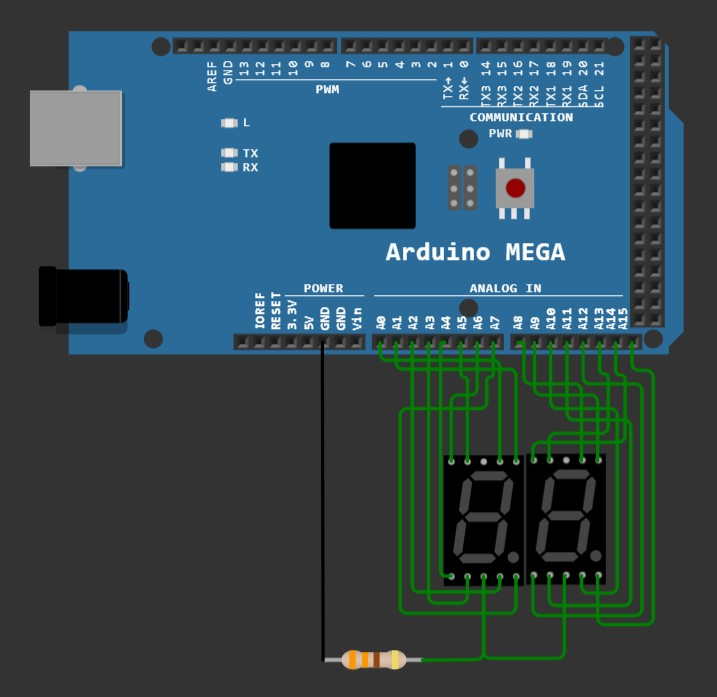 AREF
GND
13
12
11
10
9
8
7
6
5
4
3
2
TX→ 1
RX← 0
TX3 14
RX3 15
TX2 16
RX2 17
TX1 18
RX1 19
SDA 20
SCL 21
PWM
COMMUNICATION
L
PWR
TX
RX
Arduino MEGA
POWER
ANALOG IN
IOREF
RESET
3.3V
5V
GND
GND
Vin
A0
A1
A2
A3
A4
A5
A6
A7
A8
A9
A10
A11
A12
A13
A14
A15